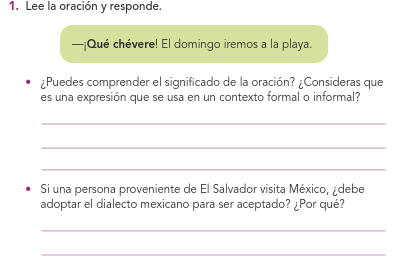 1. Lee la oración y responde.
—¡Qué chévere! El domingo iremos a la playa.
• ¿Puedes comprender el significado de la oración? ¿Consideras que
es una expresión que se usa en un contexto formal o informal?
• Si una persona proveniente de El Salvador visita México, ¿debe
adoptar el dialecto mexicano para ser aceptado? ¿Por qué?